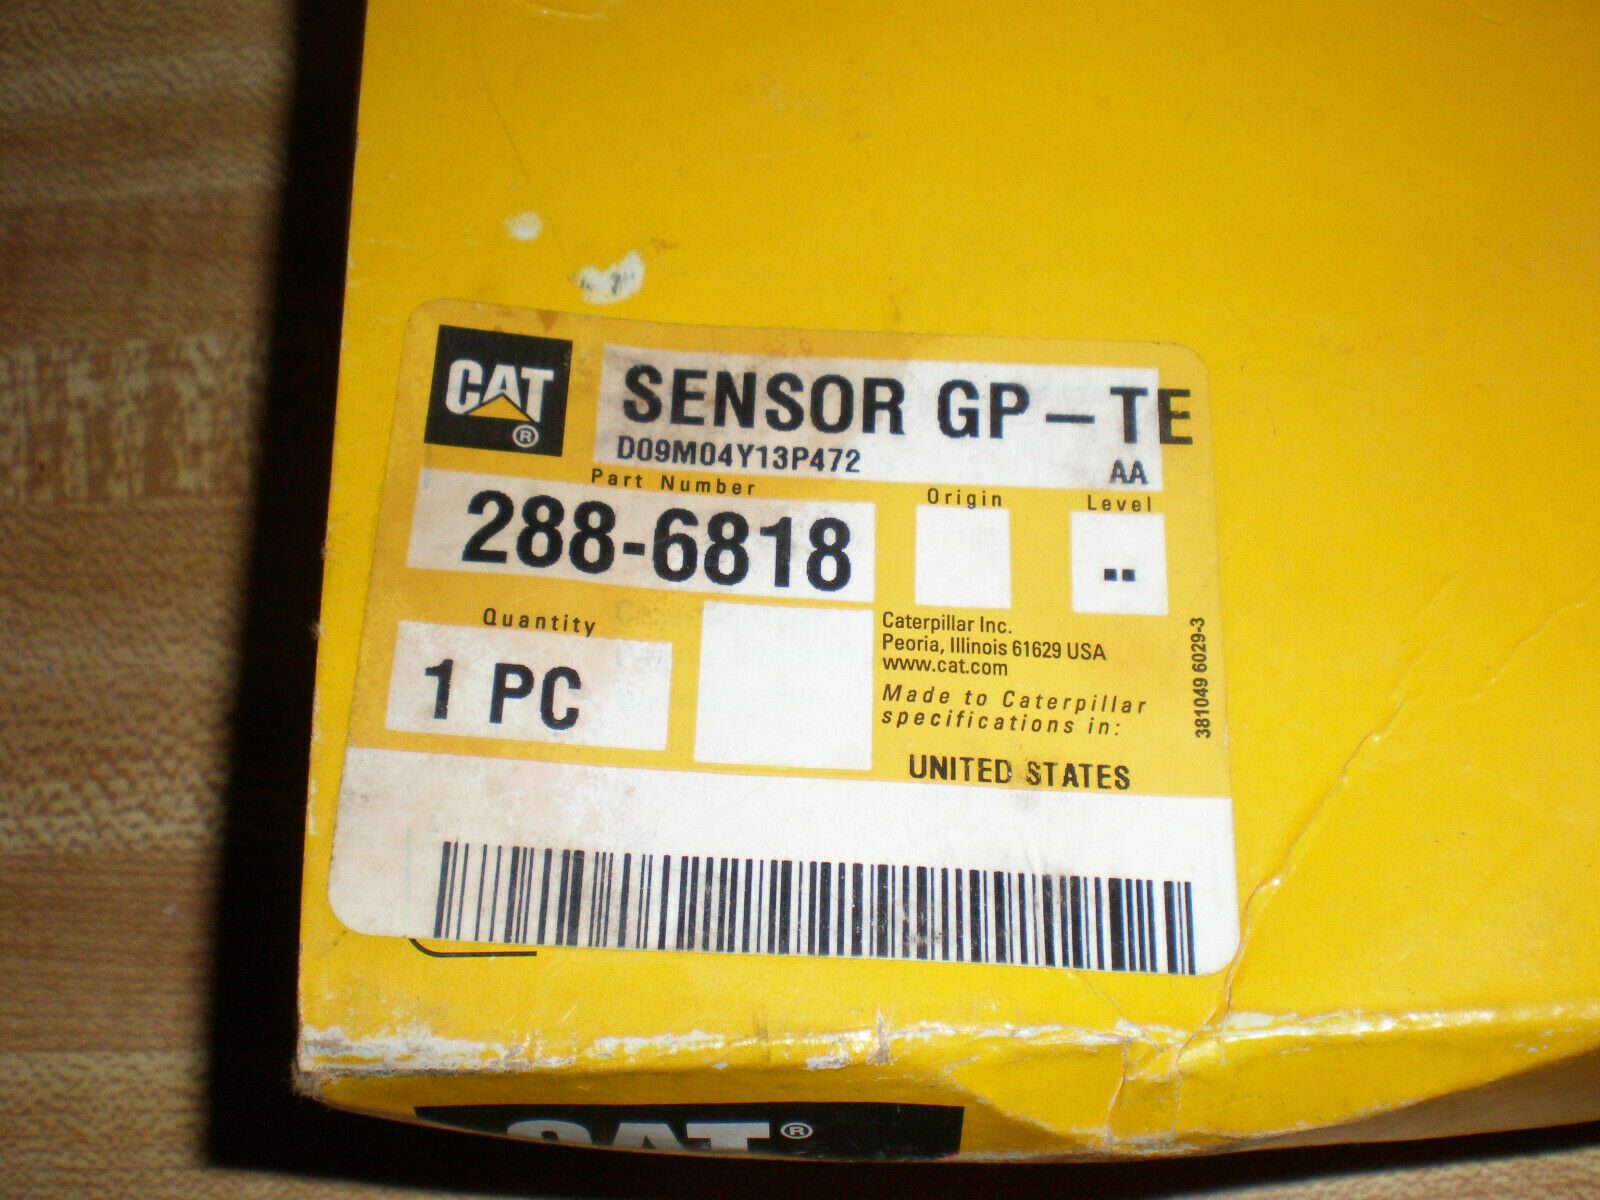 CAT ®
SENSOR GP-TE
D09M04Y13P472
AA
Part Number
288-6818
Origin
Level
--
Quantity
1 PC
Caterpillar Inc.
Peoria, Illinois 61629 USA
www.cat.com
Made to Caterpillar
specifications in:
UNITED STATES
381049 6029-3
CAT ®